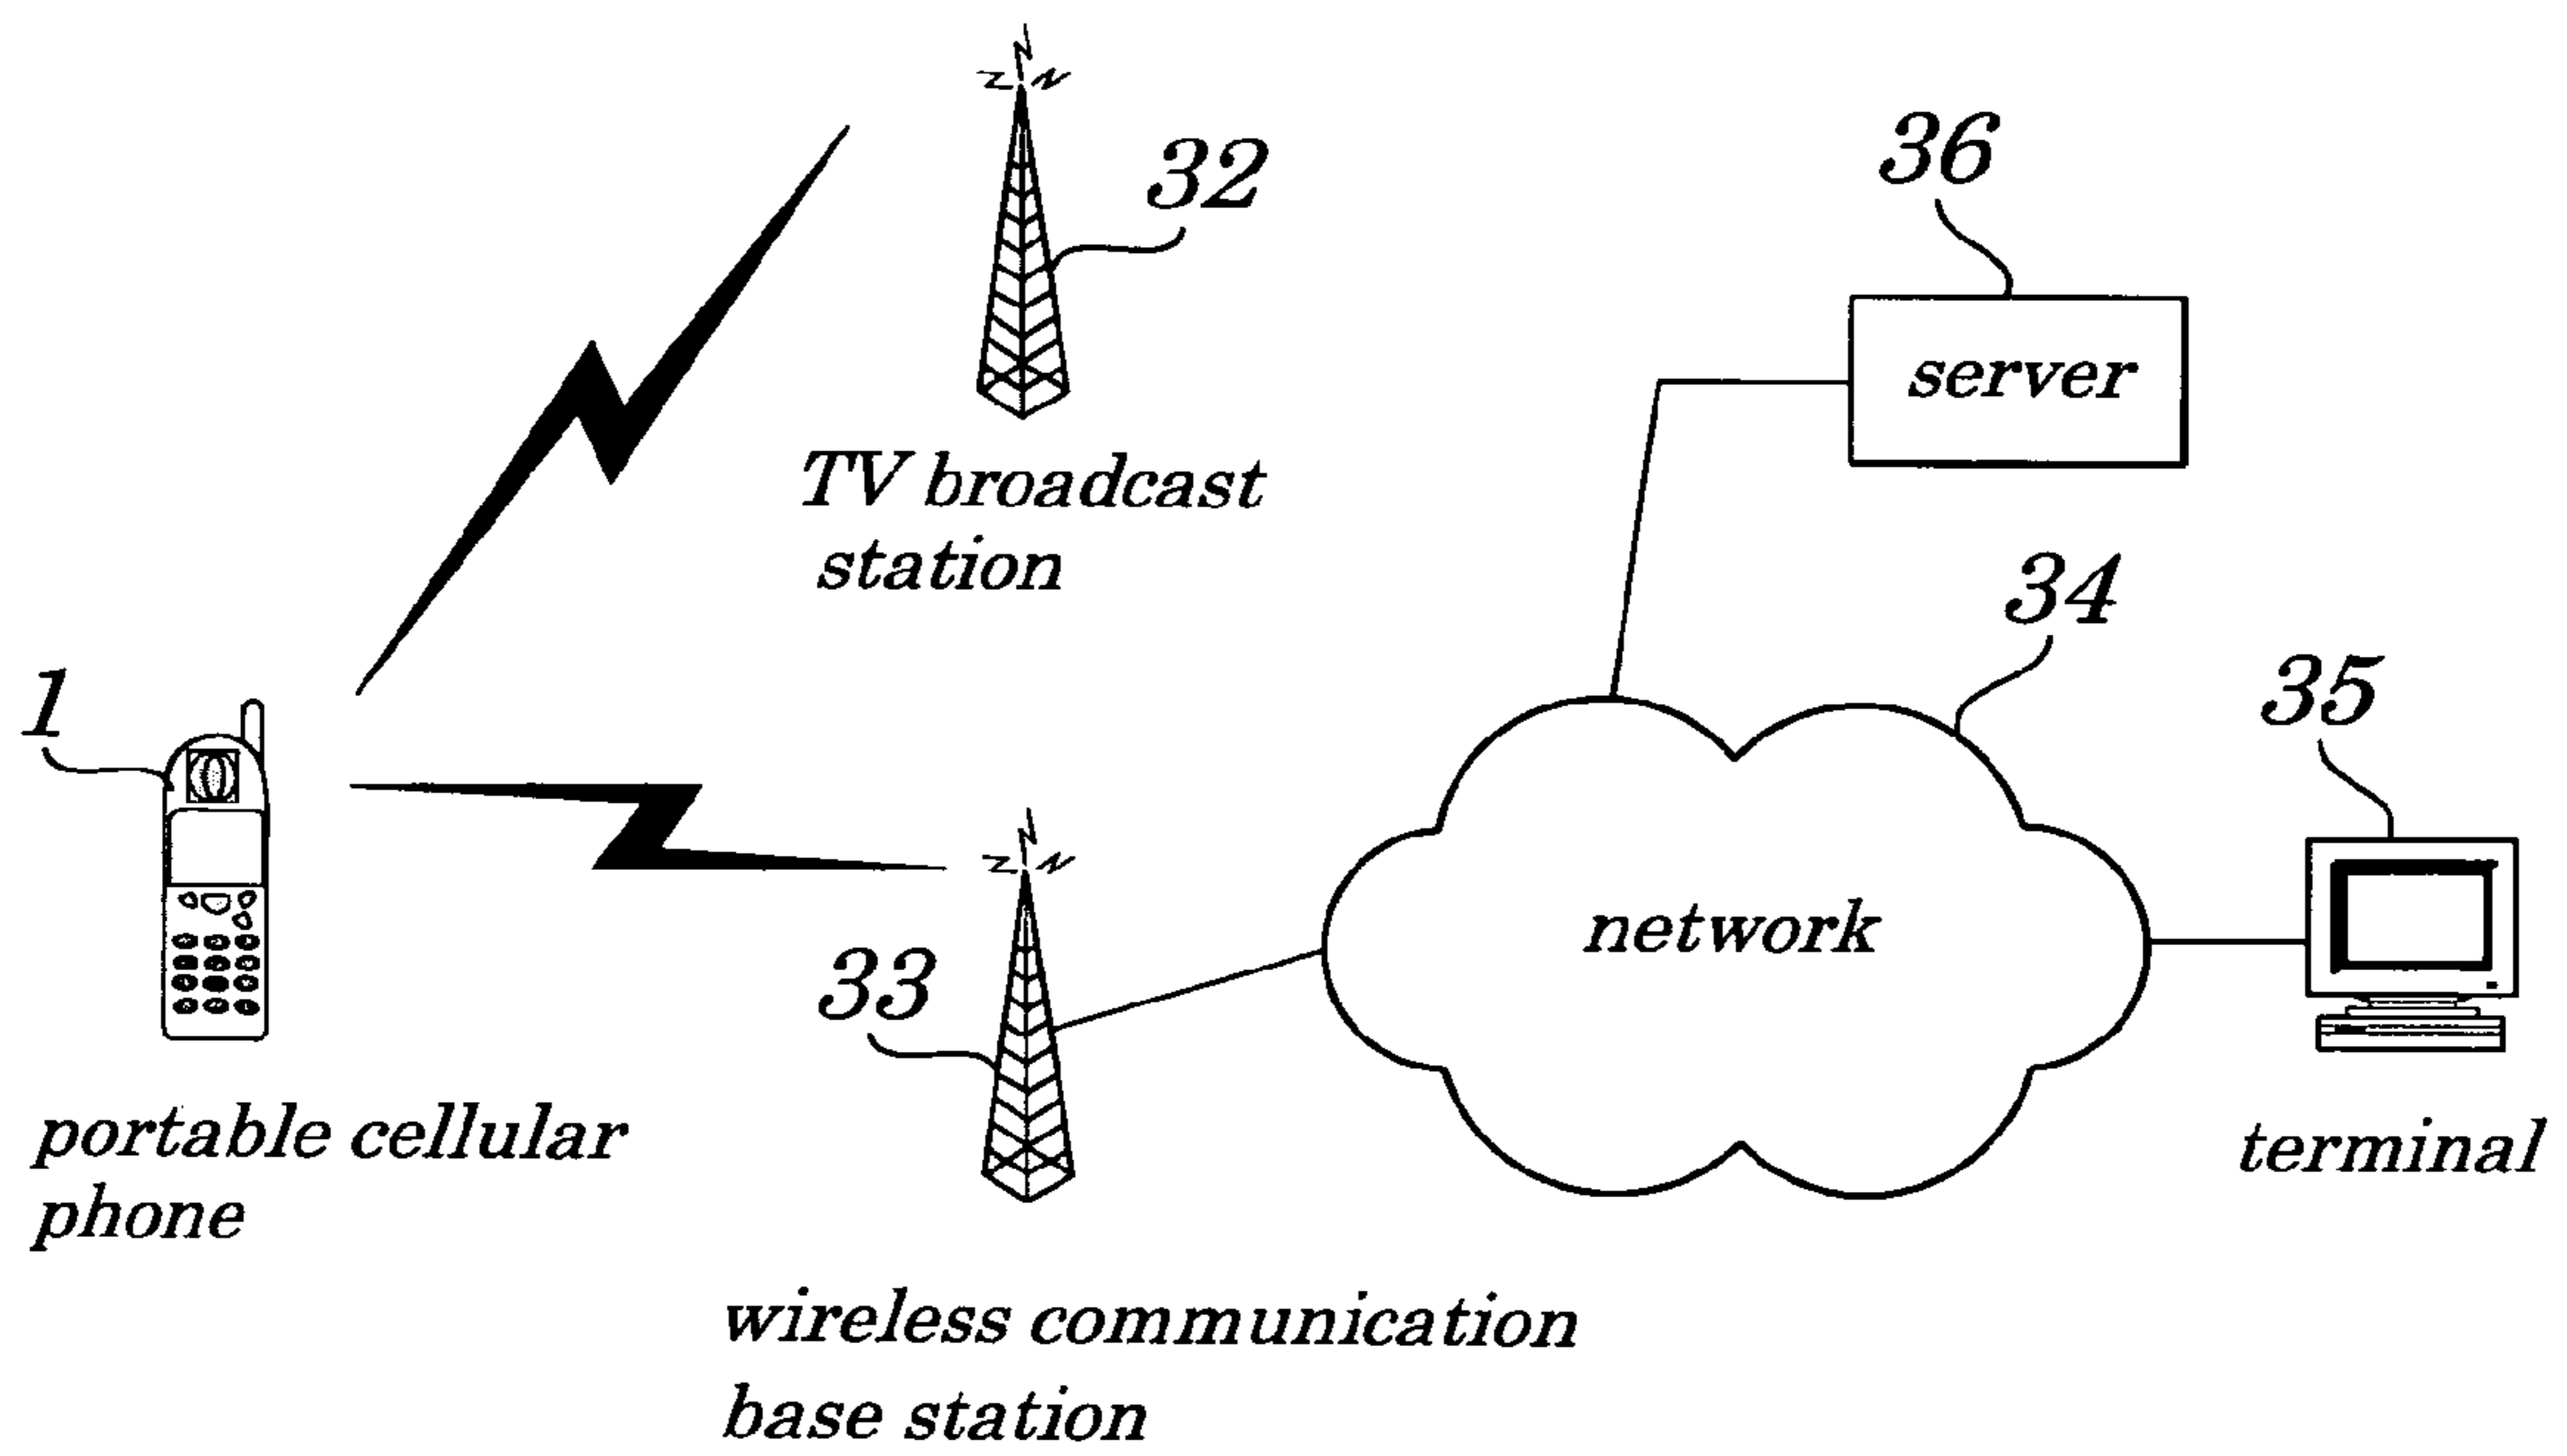 32
36
server
TV broadcast
station
34
1
35
network
33
portable cellular
phone
terminal
wireless communication
base station